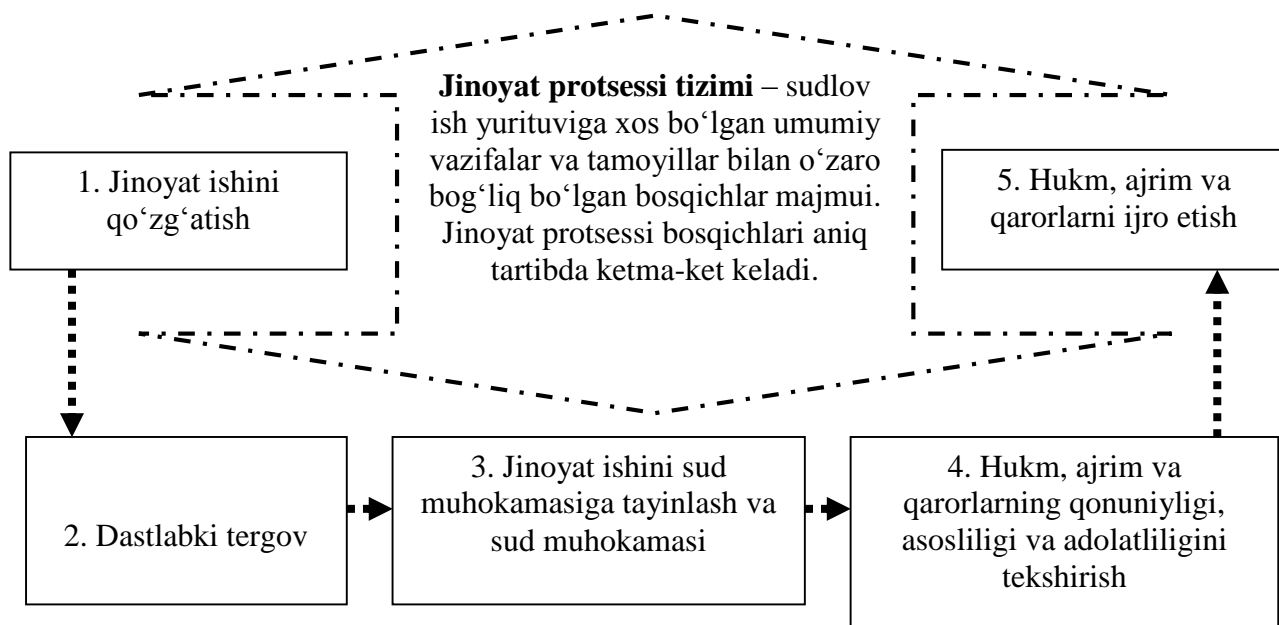 Jinoyat protsessi tizimi – sudlov
ish yurituviga xos bo‘lgan umumiy
vazifalar va tamoyillar bilan o‘zaro
bog‘liq bo‘lgan bosqichlar majmui.
Jinoyat protsessi bosqichlari aniq
tartibda ketma-ket keladi.
1. Jinoyat ishini
qo‘zg‘atish
2. Dastlabki tergov
3. Jinoyat ishini sud
muhokamasiga tayinlash va
sud muhokamasi
4. Hukm, ajrim va
qarorlarning qonuniyligi,
asosliligi va adolatliligini
tekshirish
5. Hukm, ajrim va
qarorlarni ijro etish